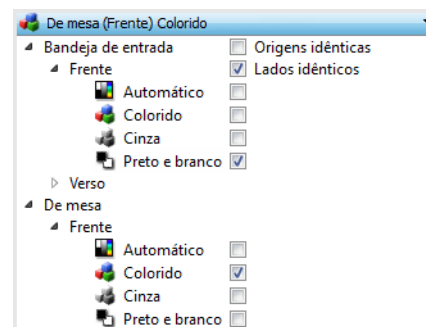 De mesa (Frente) Colorido
Bandeja de entrada Origens idênticas
Frente Lados idênticos
Automático
Colorido
Cinza
Preto e branco
Verso
De mesa
Frente
Automático
Colorido
Cinza
Preto e branco